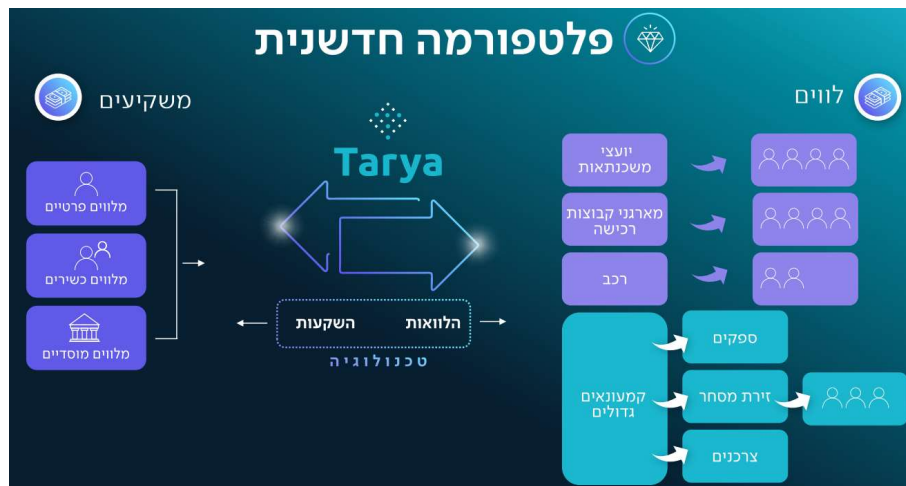 פלטפורמה חדשנית
לווים
משקיעים
Tarya
יועצי
משכנתאות
מארגני קבוצות
רכישה
רכב
קמעונאים
גדולים
ספקים
זירת מסחר
צרכנים
הלוואות
השקעות
טכנולוגיה
מלווים פרטיים
מלווים כשירים
מלווים מוסדיים